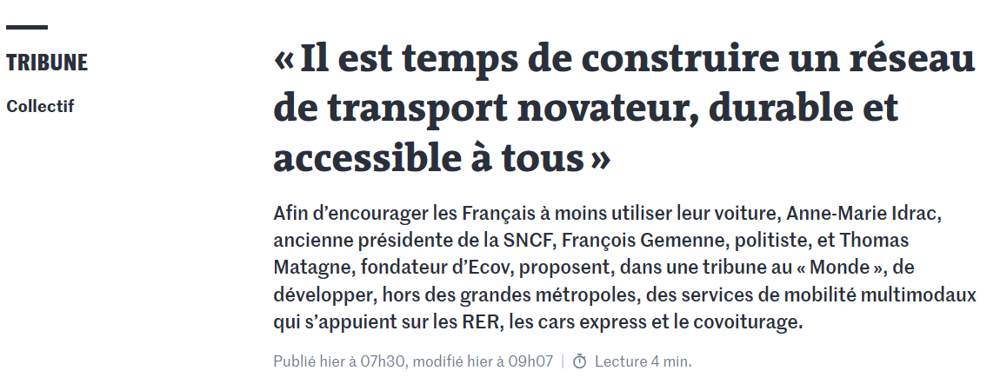 TRIBUNE
Collectif
« Il est temps de construire un réseau
de transport novateur, durable et
accessible à tous »
Afin d’encourager les Français à moins utiliser leur voiture, Anne-Marie Idrac,
ancienne présidente de la SNCF, François Gemenne, politiste, et Thomas
Matagne, fondateur d’Ecov, proposent, dans une tribune au « Monde », de
développer, hors des grandes métropoles, des services de mobilité multimodaux
qui s’appuient sur les RER, les cars express et le covoiturage.
Publié hier à 07h30, modifié hier à 09h07 | Lecture 4 min.